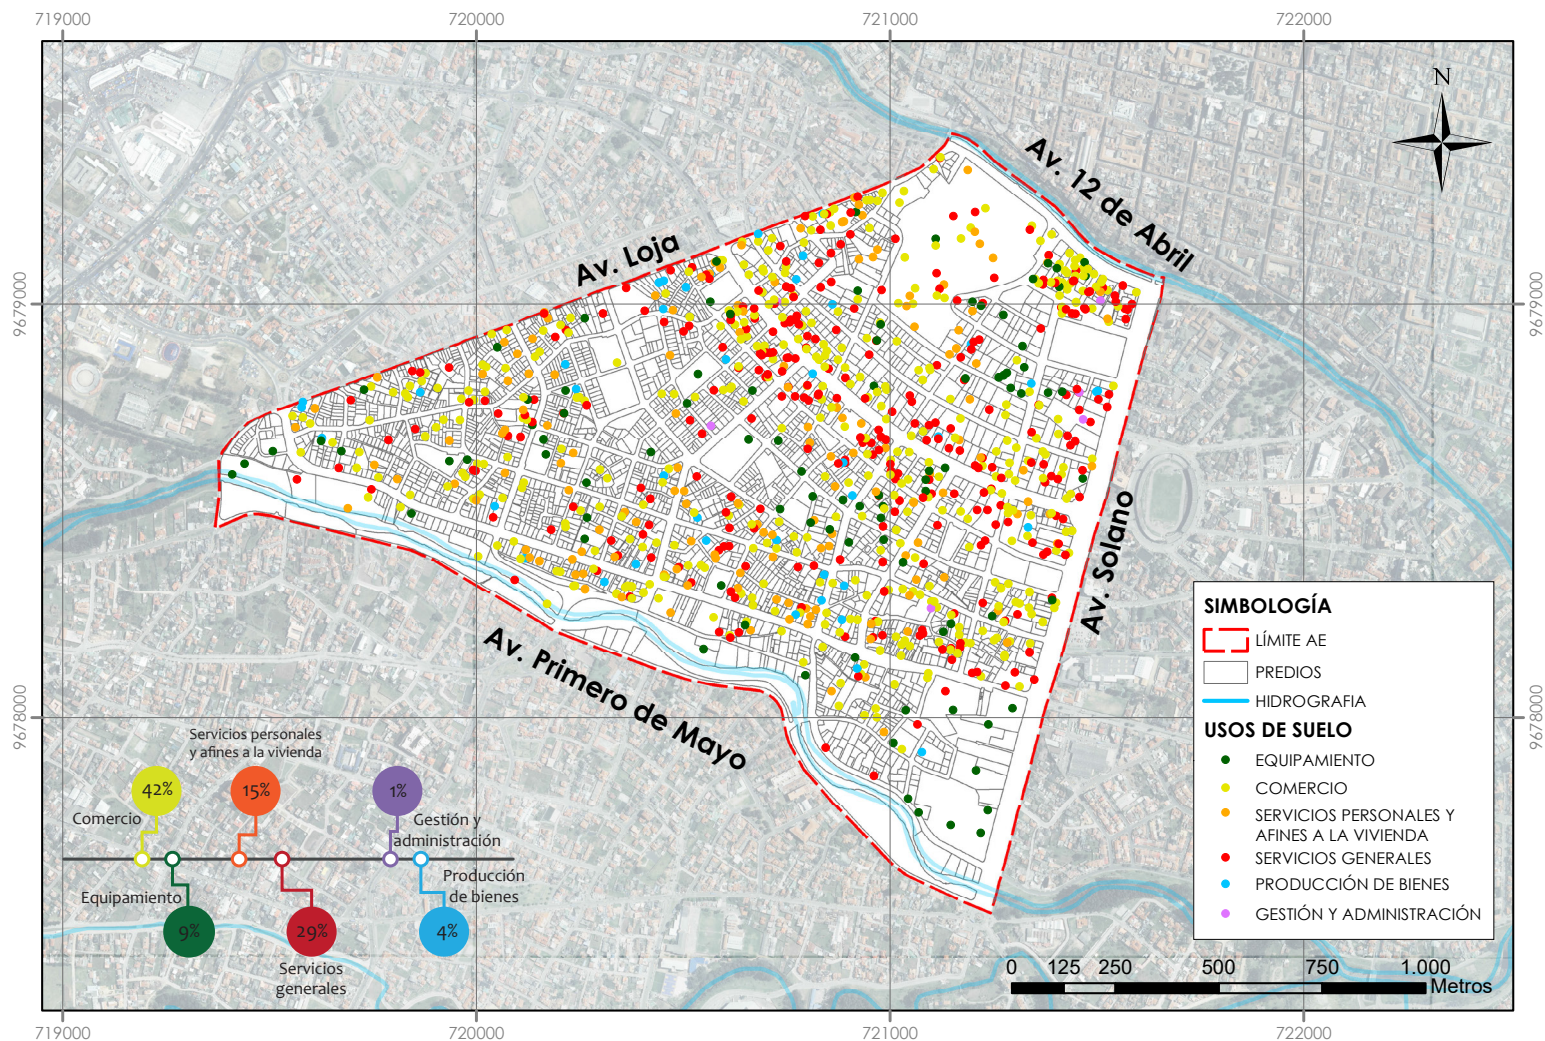 719000
720000
721000
722000
N
Av. 12 de Abril
Av. Loja
9679000
9679000
Av. Solano
Av. Primero de Mayo
9678000
9678000
SIMBOLOGÍA
LÍMITE AE
PREDIOS
HIDROGRAFIA
USOS DE SUELO
EQUIPAMIENTO
COMERCIO
SERVICIOS PERSONALES Y
AFINES A LA VIVIENDA
SERVICIOS GENERALES
PRODUCCIÓN DE BIENES
GESTIÓN Y ADMINISTRACIÓN
Servicios personales
y afines a la vivienda
42%
15%
1%
Comercio
Gestión y
administración
Equipamiento
Producción
de bienes
9%
29%
4%
Servicios
generales
0 125 250 500 750 1.000
Metros
719000
720000
721000
722000